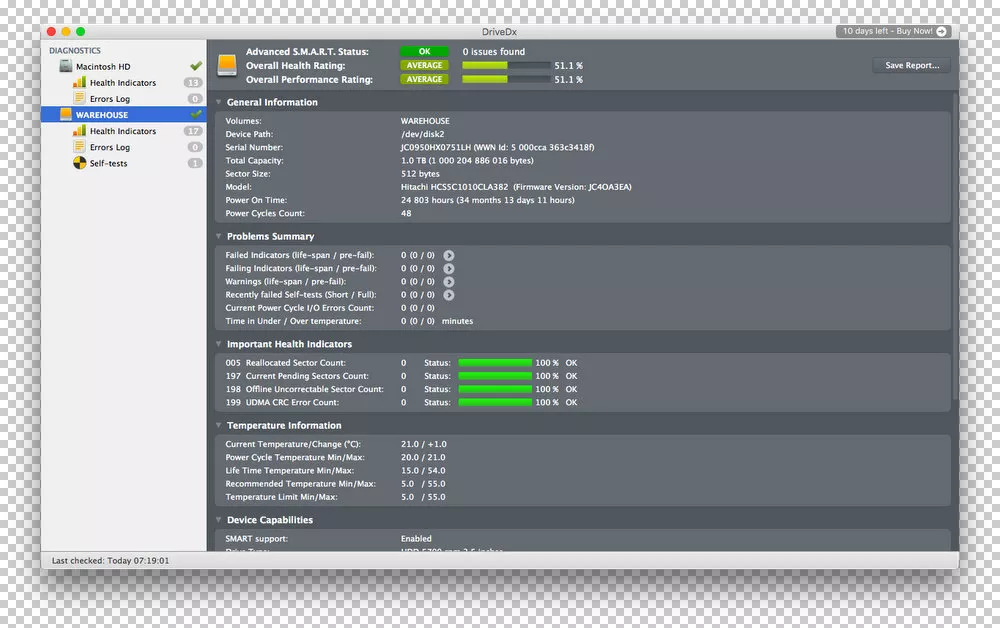 DriveDx
10 days left - Buy Now!
DIAGNOSTICS
Macintosh HD
Health Indicators 13
Errors Log 0
WAREHOUSE
Health Indicators 17
Errors Log 0
Self-tests 1
Advanced S.M.A.R.T. Status: OK 0 issues found
Overall Health Rating: AVERAGE 51.1 %
Overall Performance Rating: AVERAGE 51.1 %
Save Report...
General Information
Volumes: WAREHOUSE
Device Path: /dev/disk2
Serial Number: JC0950HX0751LH (WWN Id: 5 000cca 363c3418f)
Total Capacity: 1.0 TB (1 000 204 886 016 bytes)
Sector Size: 512 bytes
Model: Hitachi HCS5C1010CLA382 (Firmware Version: JC4OA3EA)
Power On Time: 24 803 hours (34 months 13 days 11 hours)
Power Cycles Count: 48
Problems Summary
Failed Indicators (life-span / pre-fail): 0 (0 / 0)
Failing Indicators (life-span / pre-fail): 0 (0 / 0)
Warnings (life-span / pre-fail): 0 (0 / 0)
Recently failed Self-tests (Short / Full): 0 (0 / 0)
Current Power Cycle I/O Errors Count: 0 (0 / 0)
Time in Under / Over temperature: 0 (0 / 0) minutes
Important Health Indicators
005 Reallocated Sector Count: 0 Status: 100 % OK
197 Current Pending Sectors Count: 0 Status: 100 % OK
198 Offline Uncorrectable Sector Count: 0 Status: 100 % OK
199 UDMA CRC Error Count: 0 Status: 100 % OK
Temperature Information
Current Temperature/Change (°C): 21.0 / +1.0
Power Cycle Temperature Min/Max: 20.0 / 21.0
Life Time Temperature Min/Max: 15.0 / 54.0
Recommended Temperature Min/Max: 5.0 / 55.0
Temperature Limit Min/Max: 5.0 / 55.0
Device Capabilities
SMART support: Enabled
Last checked: Today 07:19:01